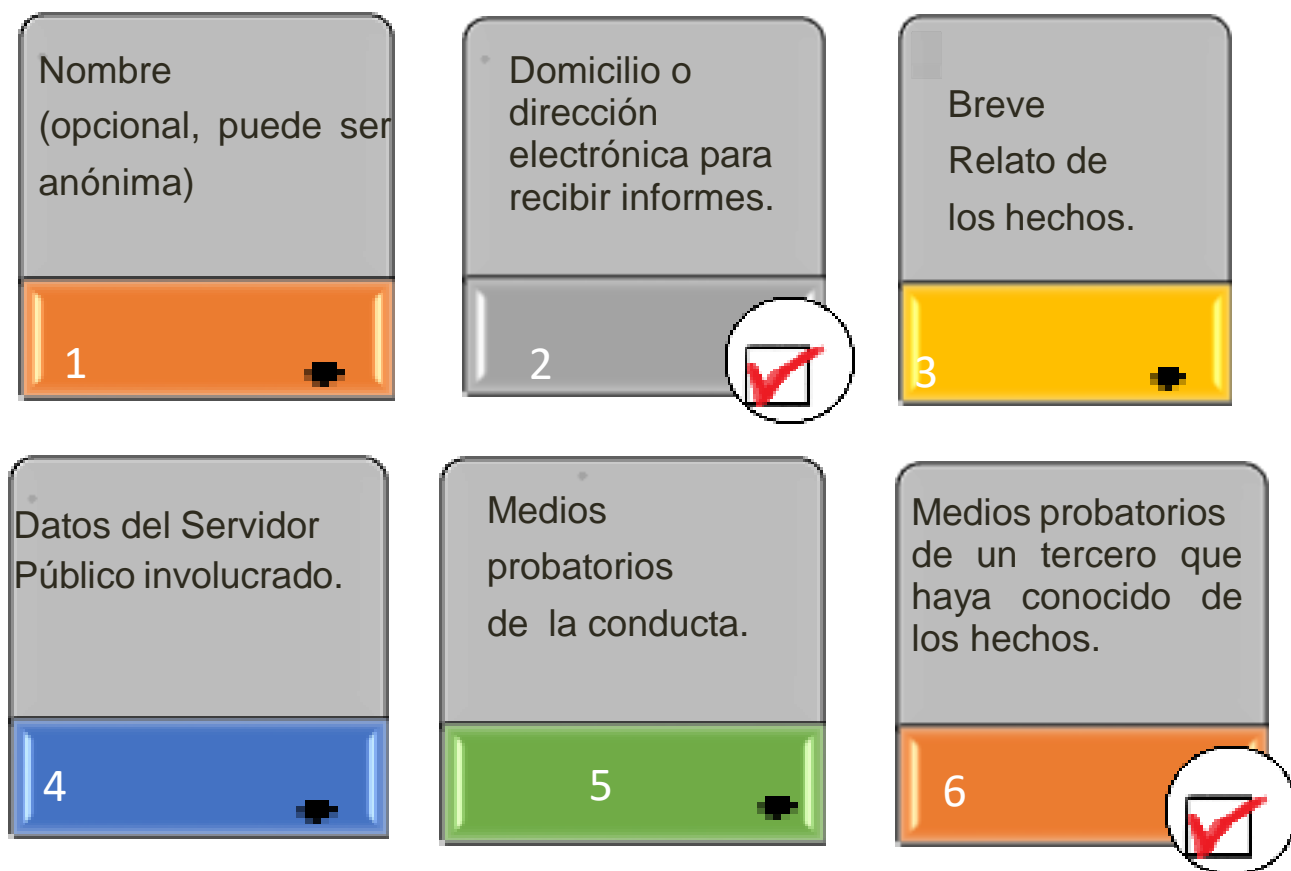 Nombre
(opcional, puede ser
anónima)
1
Domicilio o
dirección
electrónica para
recibir informes.
2
Breve
Relato de
los hechos.
3
Datos del Servidor
Público involucrado.
4
Medios
probatorios
de la conducta.
5
Medios probatorios
de un tercero que
haya conocido de
los hechos.
6